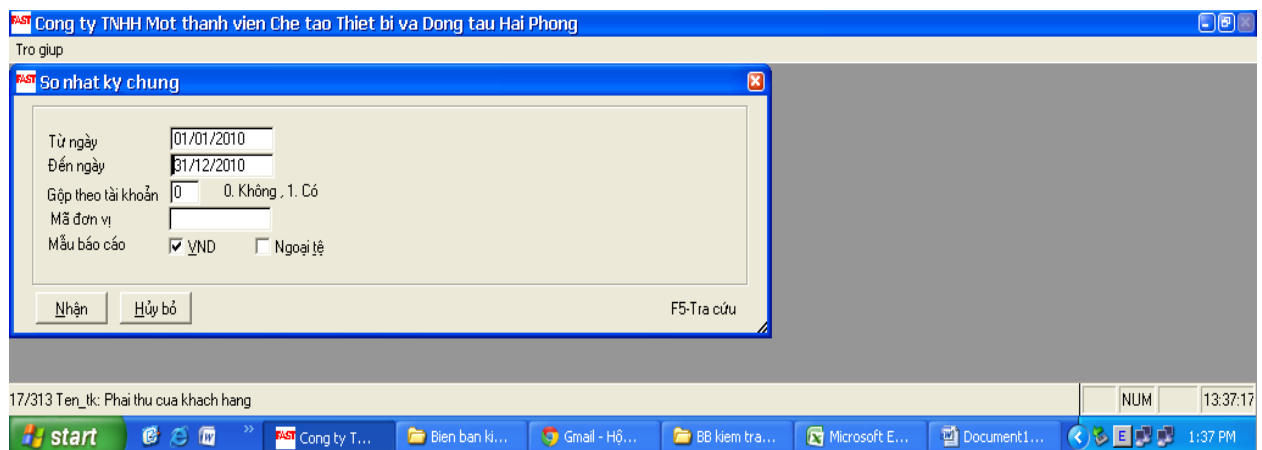 FAST Cong ty TNHH Mot thanh vien Che tao Thiet bi va Dong tau Hai Phong
Tro giup
FAST So nhat ky chung
Từ ngày 01/01/2010
Đến ngày 31/12/2010
Gộp theo tài khoản 0 0. Không , 1. Có
Mã đơn vị
Mẫu báo cáo VND Ngoại tệ
Nhận Hủy bỏ F5-Tra cứu
17/313 Ten_tk: Phai thu cua khach hang NUM 13:37:17
start » FAST Cong ty T... Bien ban ki... Gmail - Hộ... BB kiem tra... Microsoft E... Document1... E 1:37 PM